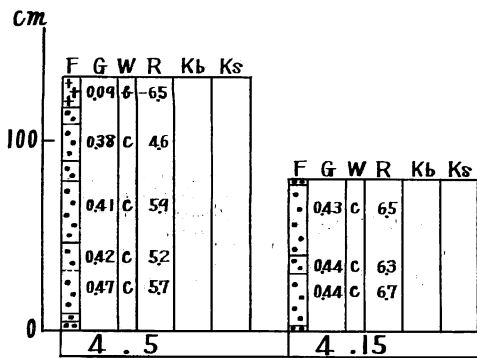 cm
F G W R Kb Ks
0.09 6 -6.5
100 0.38 c 4.6
F G W R Kb Ks
0.41 c 5.9
0.43 c 6.5
0.42 c 5.2
0.44 c 6.3
0.47 c 5.7
0.44 c 6.7
0
4 . 5
4 . 15